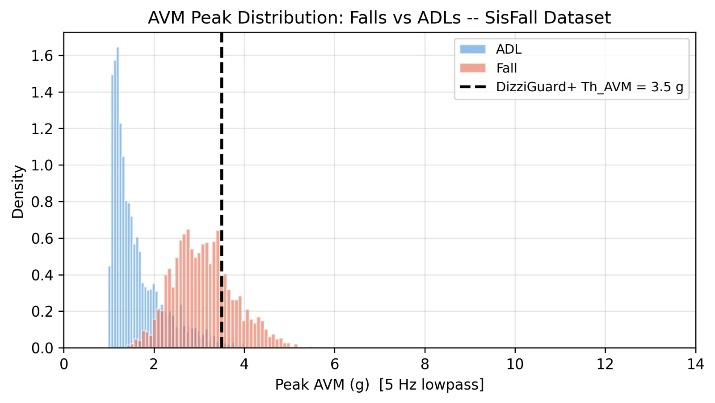 AVM Peak Distribution: Falls vs ADLs -- SisFall Dataset
ADL
Fall
DizziGuard+ Th_AVM = 3.5 g
Density
1.6
1.4
1.2
1.0
0.8
0.6
0.4
0.2
0.0
0 2 4 6 8 10 12 14
Peak AVM (g) [5 Hz lowpass]